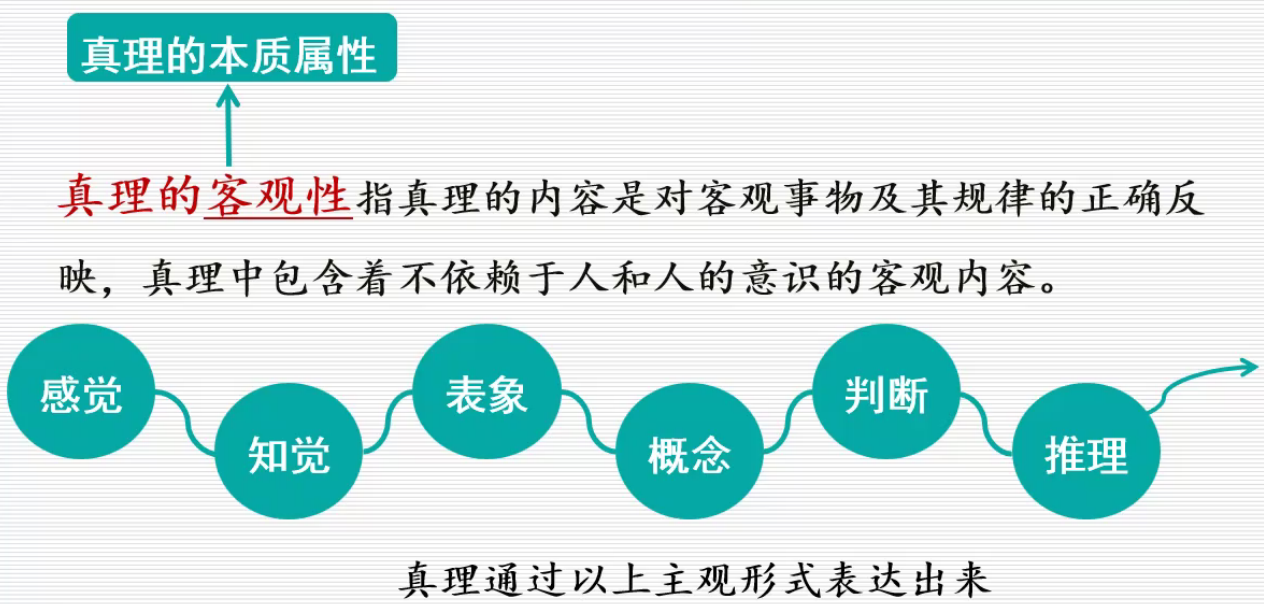 真理的本质属性
真理的客观性指真理的内容是对客观事物及其规律的正确反
映，真理中包含着不依赖于人和人的意识的客观内容。
感觉
知觉
表象
概念
判断
推理
真理通过以上主观形式表达出来